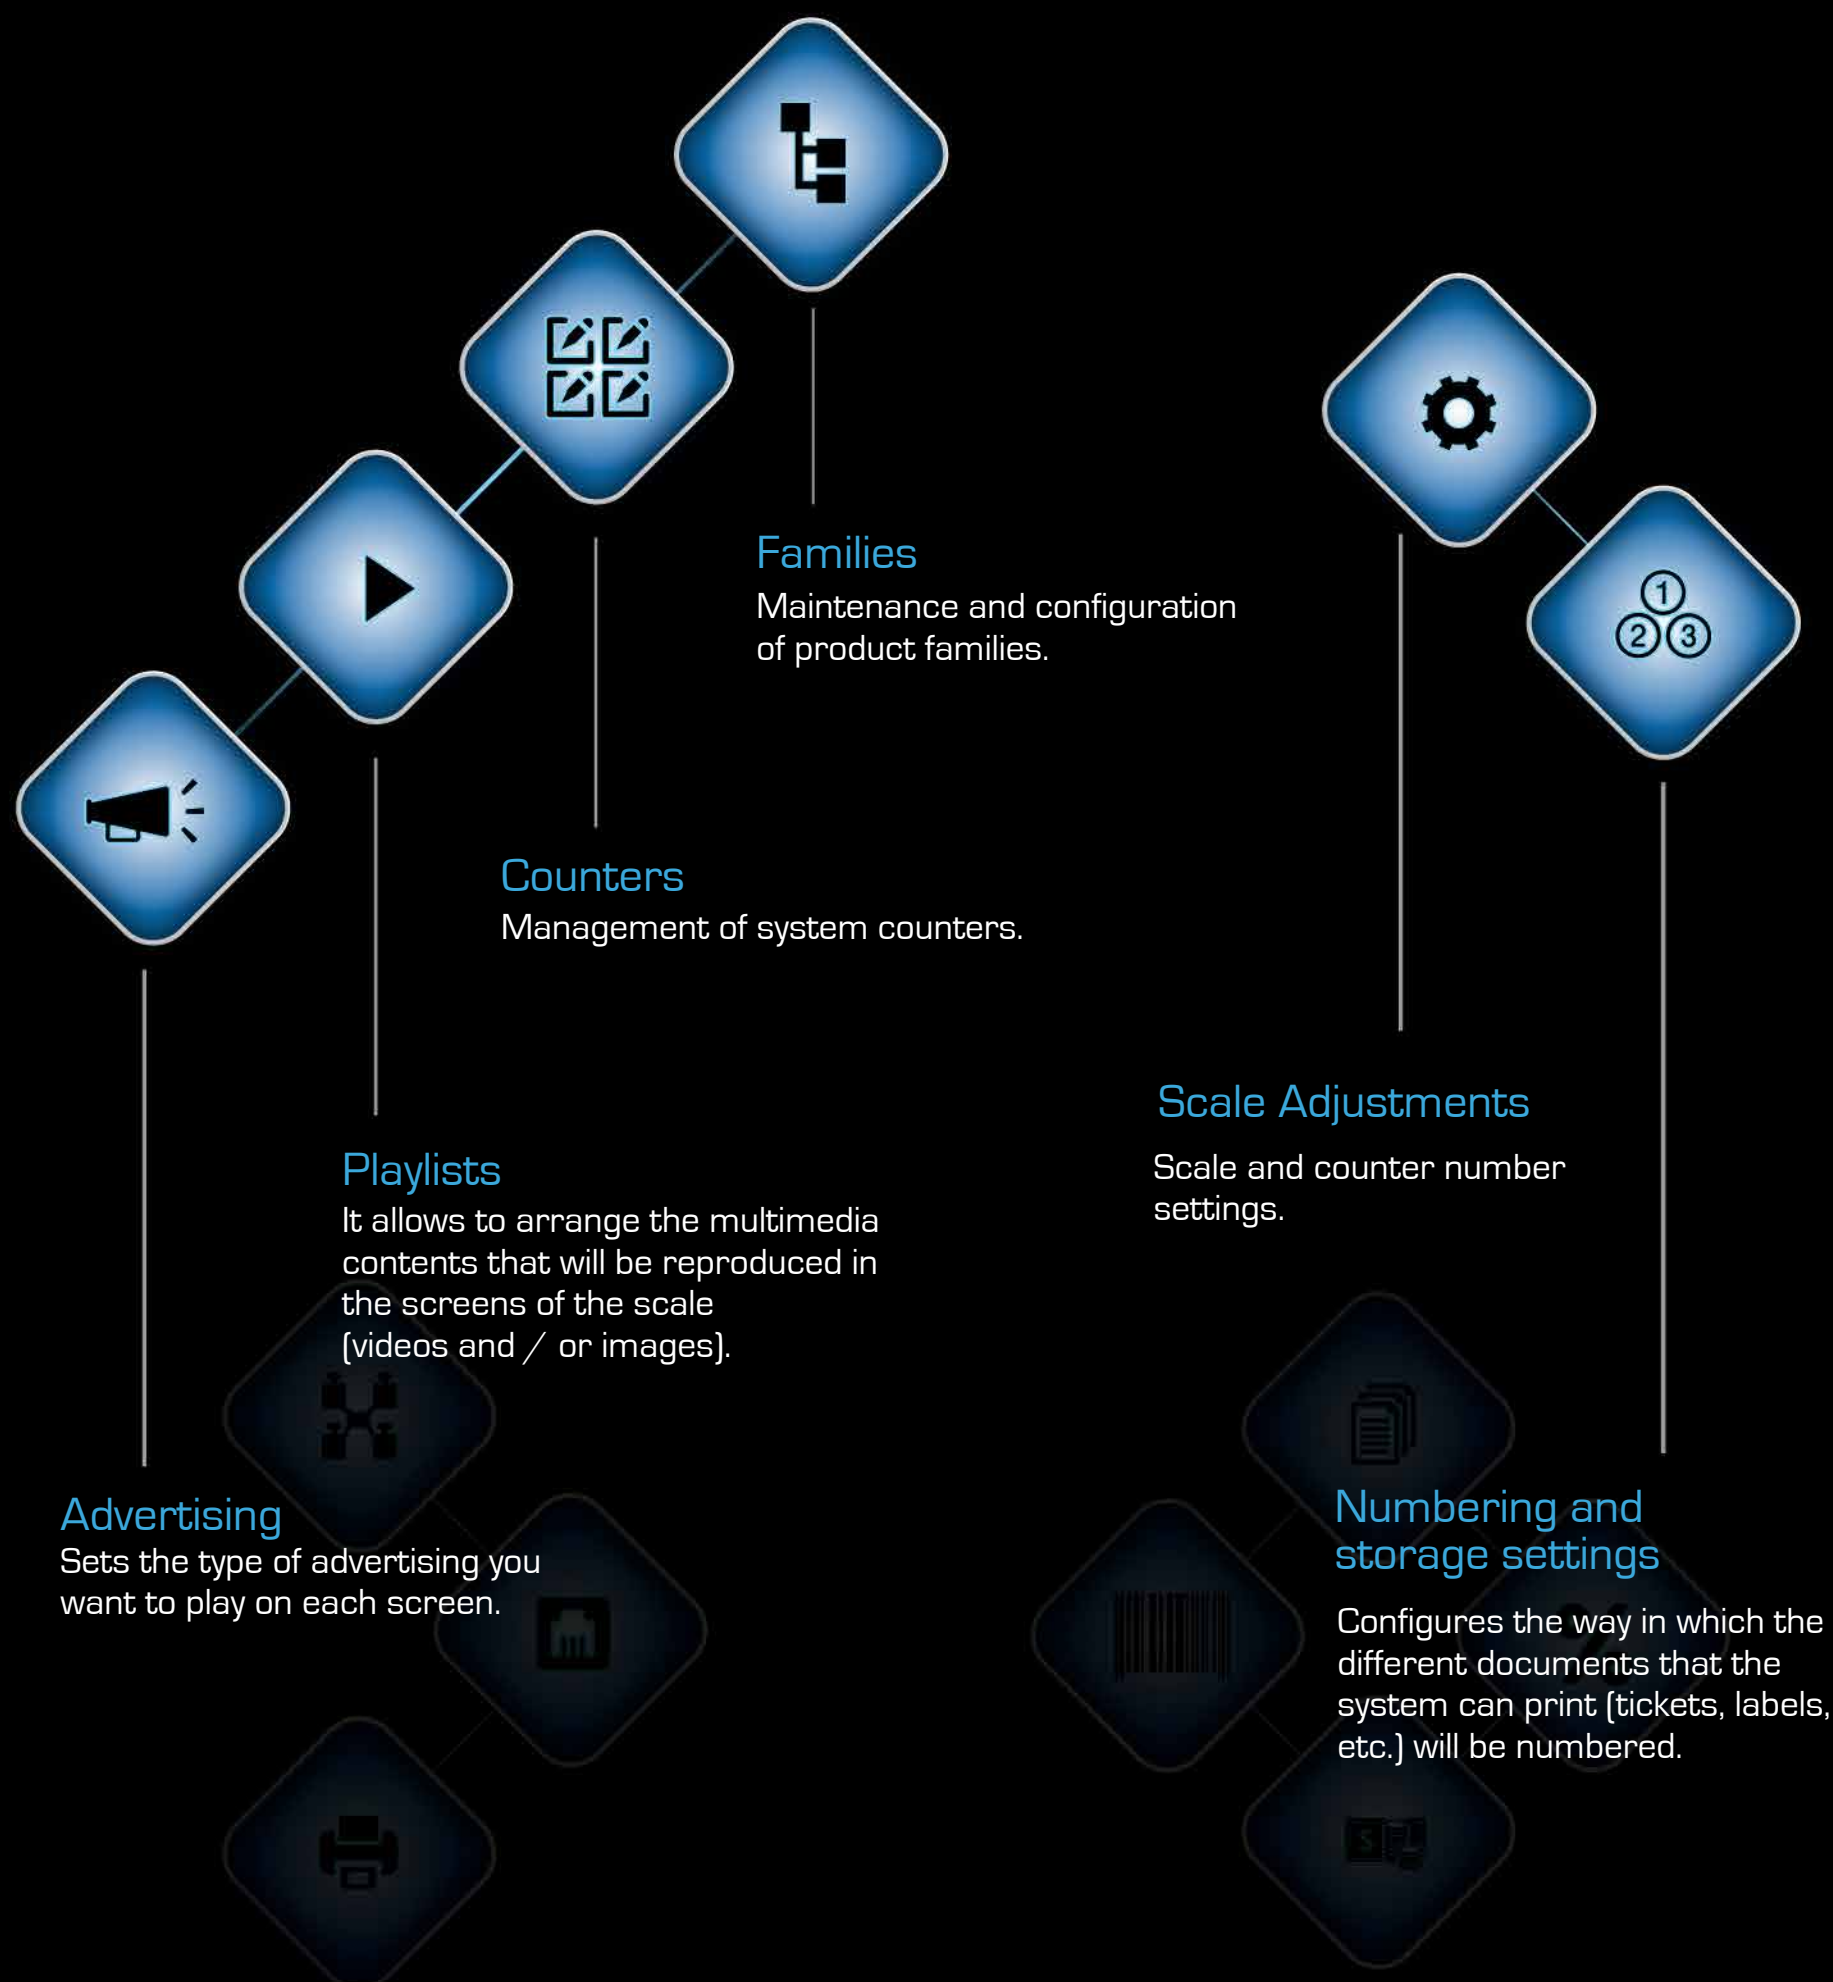 Families
Maintenance and configuration
of product families.
1
2 3
Counters
Management of system counters.
Scale Adjustments
Scale and counter number
settings.
Playlists
It allows to arrange the multimedia
contents that will be reproduced in
the screens of the scale
(videos and / or images).
Advertising
Sets the type of advertising you
want to play on each screen.
Numbering and
storage settings
Configures the way in which the
different documents that the
system can print (tickets, labels,
etc.) will be numbered.